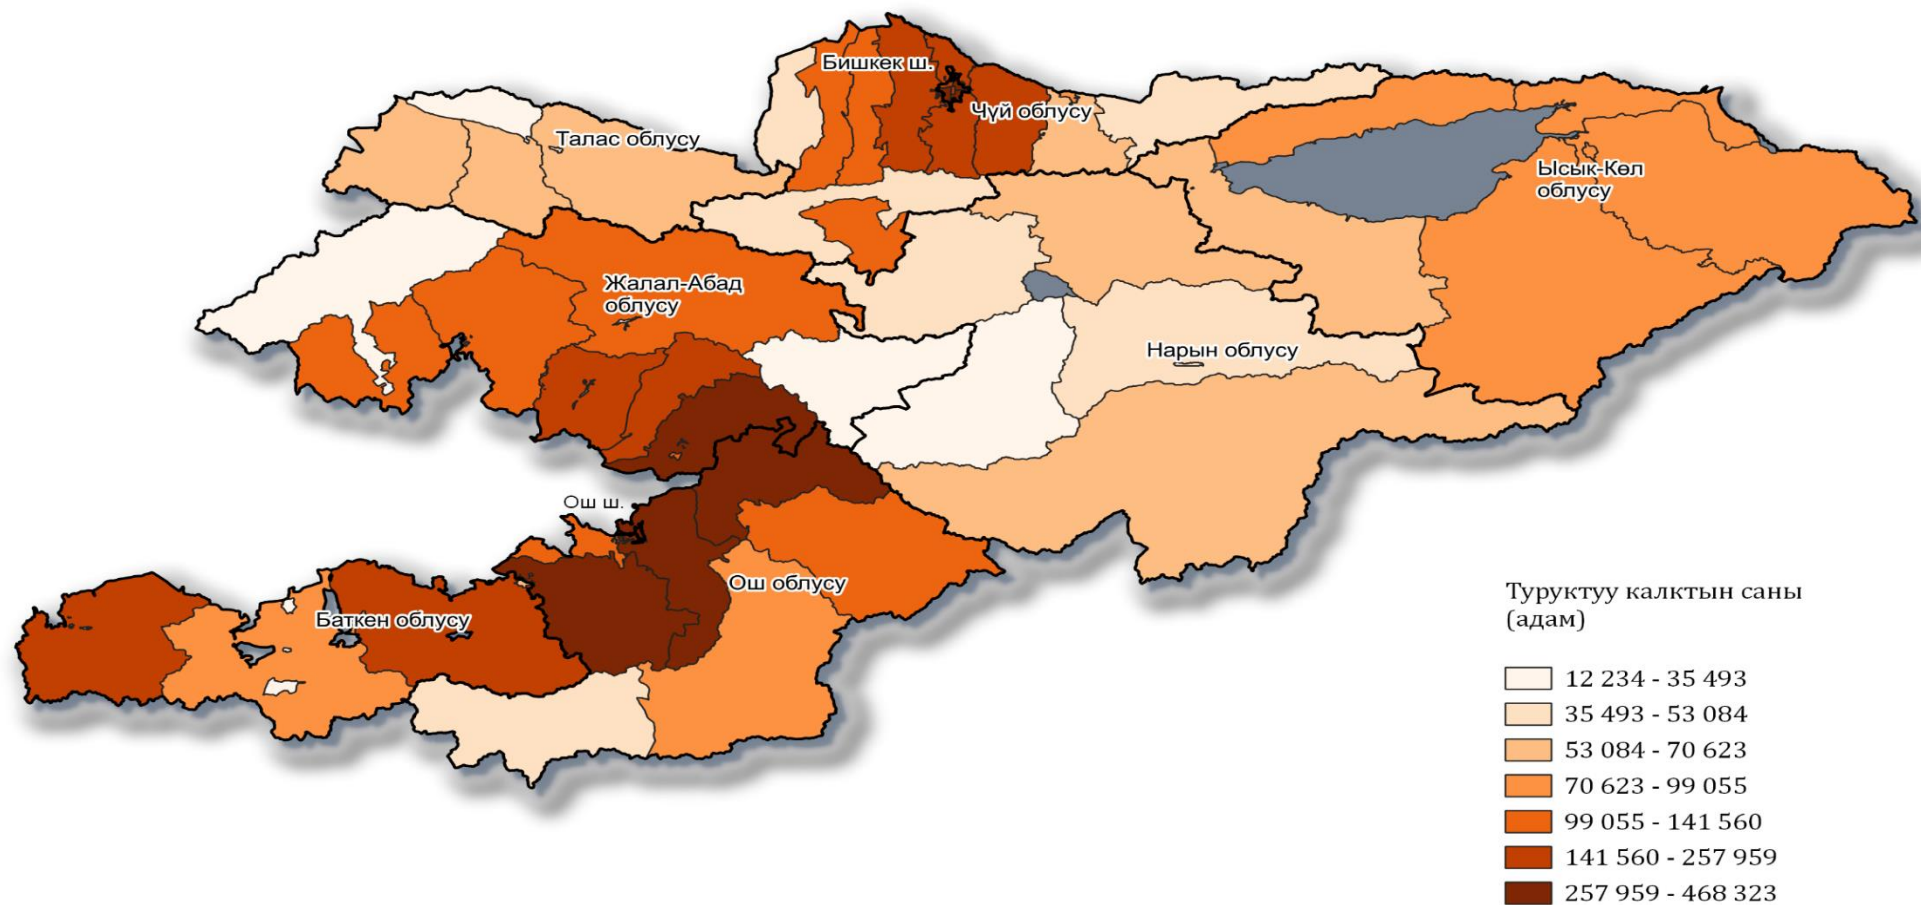 Бишкек ш.
Чүй облусу
Талас облусу
Ысык-Көл
облусу
Жалал-Абад
облусу
Нарын облусу
Ош ш.
Ош облусу
Баткен облусу
Туруктуу калктын саны
(адам)
12 234 - 35 493
35 493 - 53 084
53 084 - 70 623
70 623 - 99 055
99 055 - 141 560
141 560 - 257 959
257 959 - 468 323